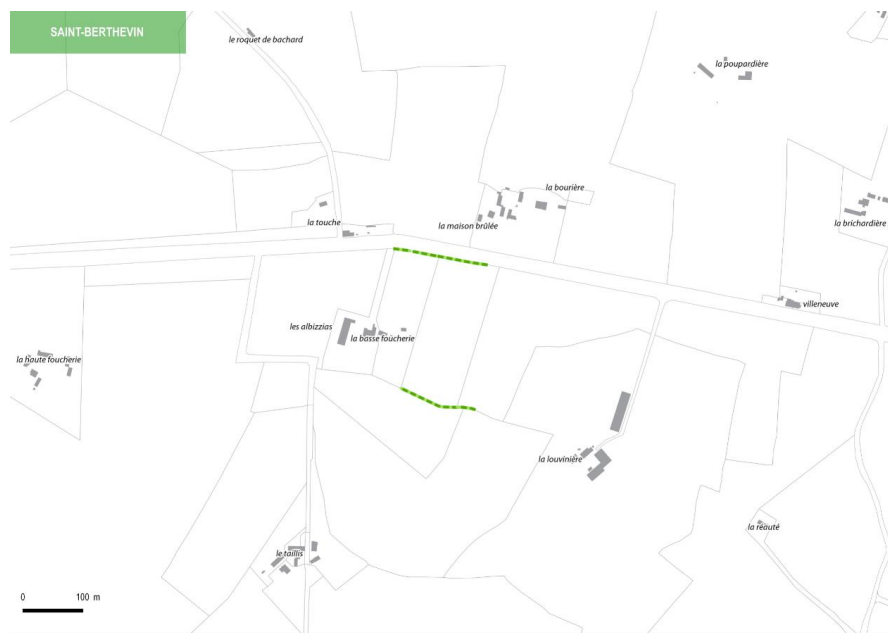 SAINT-BERTHEVIN
le roquet de bachard
la poupardière
la bourière
la touche
la maison brûlée
la brichardière
villeneuve
les albizzias
la basse foucherie
la haute foucherie
la louvinière
la réauté
le taillis
0 100 m